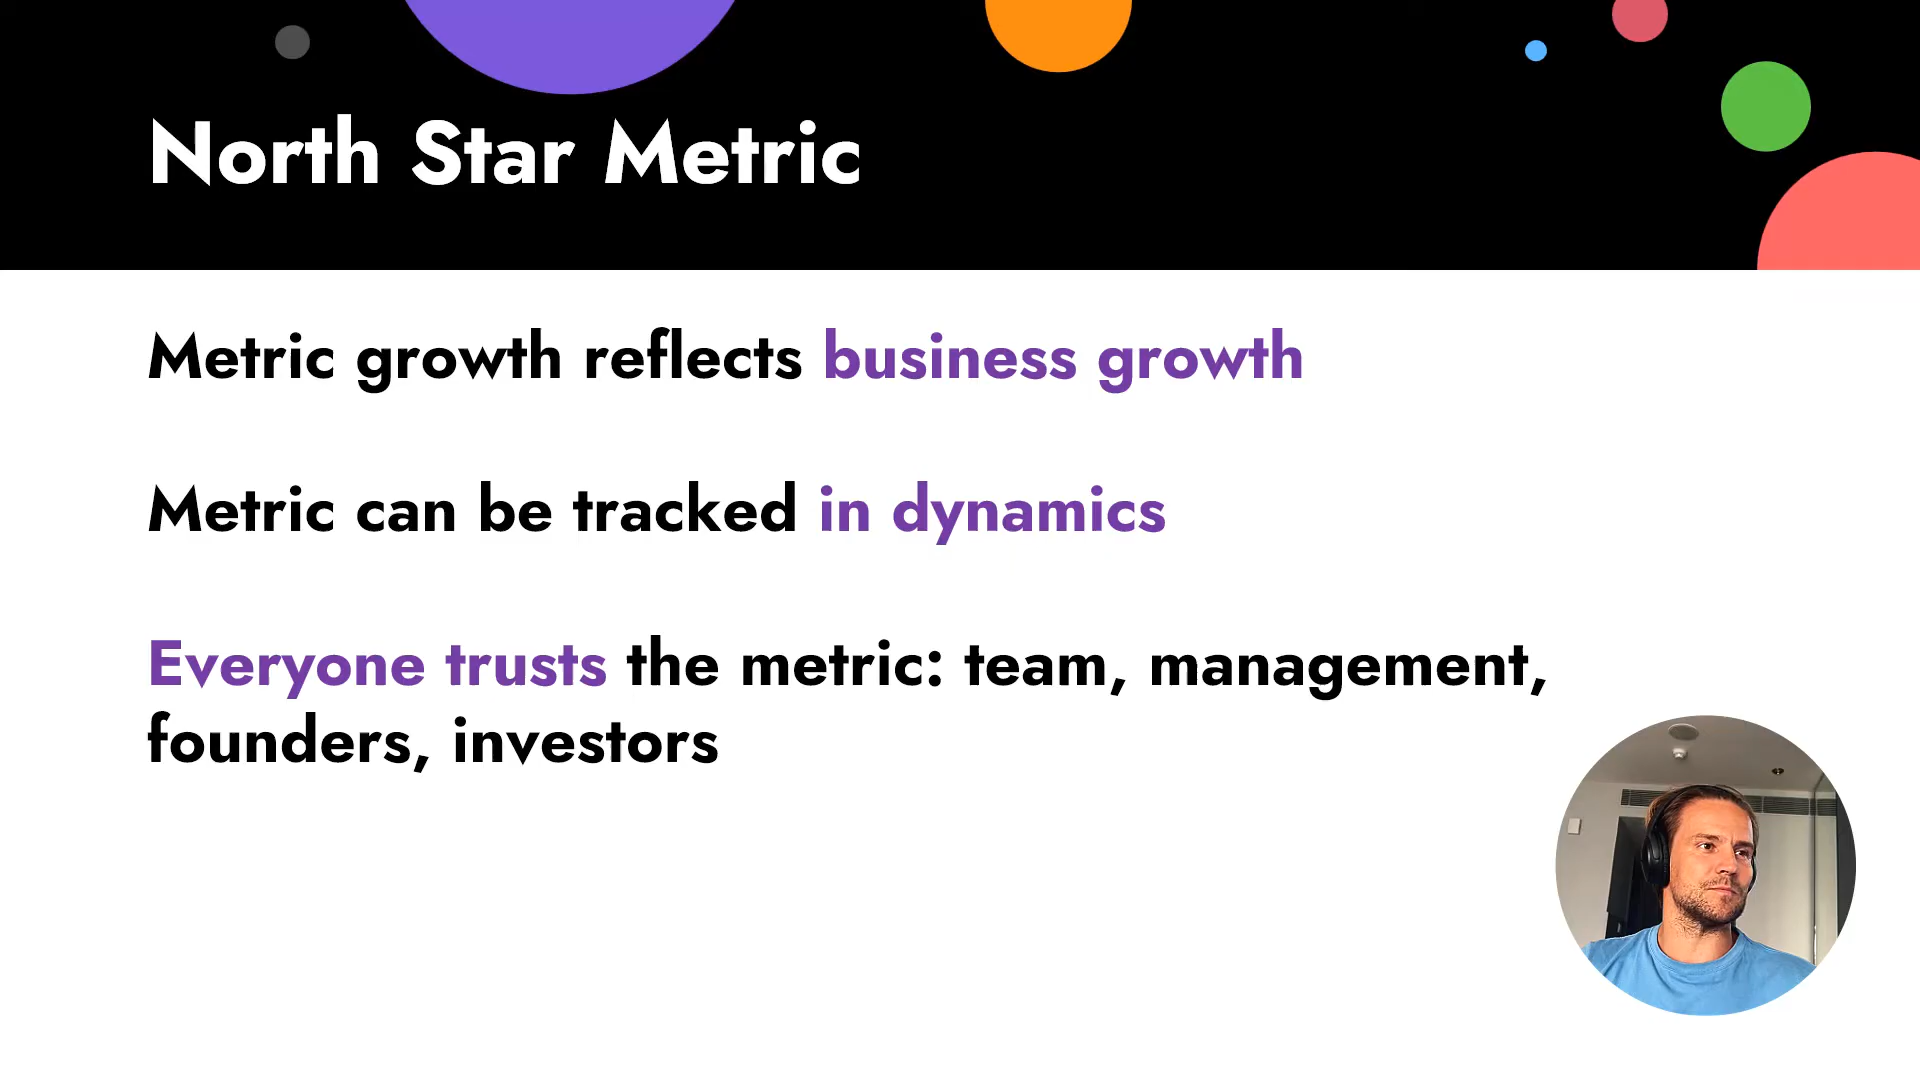 North Star Metric
Metric growth reflects business growth
Metric can be tracked in dynamics
Everyone trusts the metric: team, management,
founders, investors